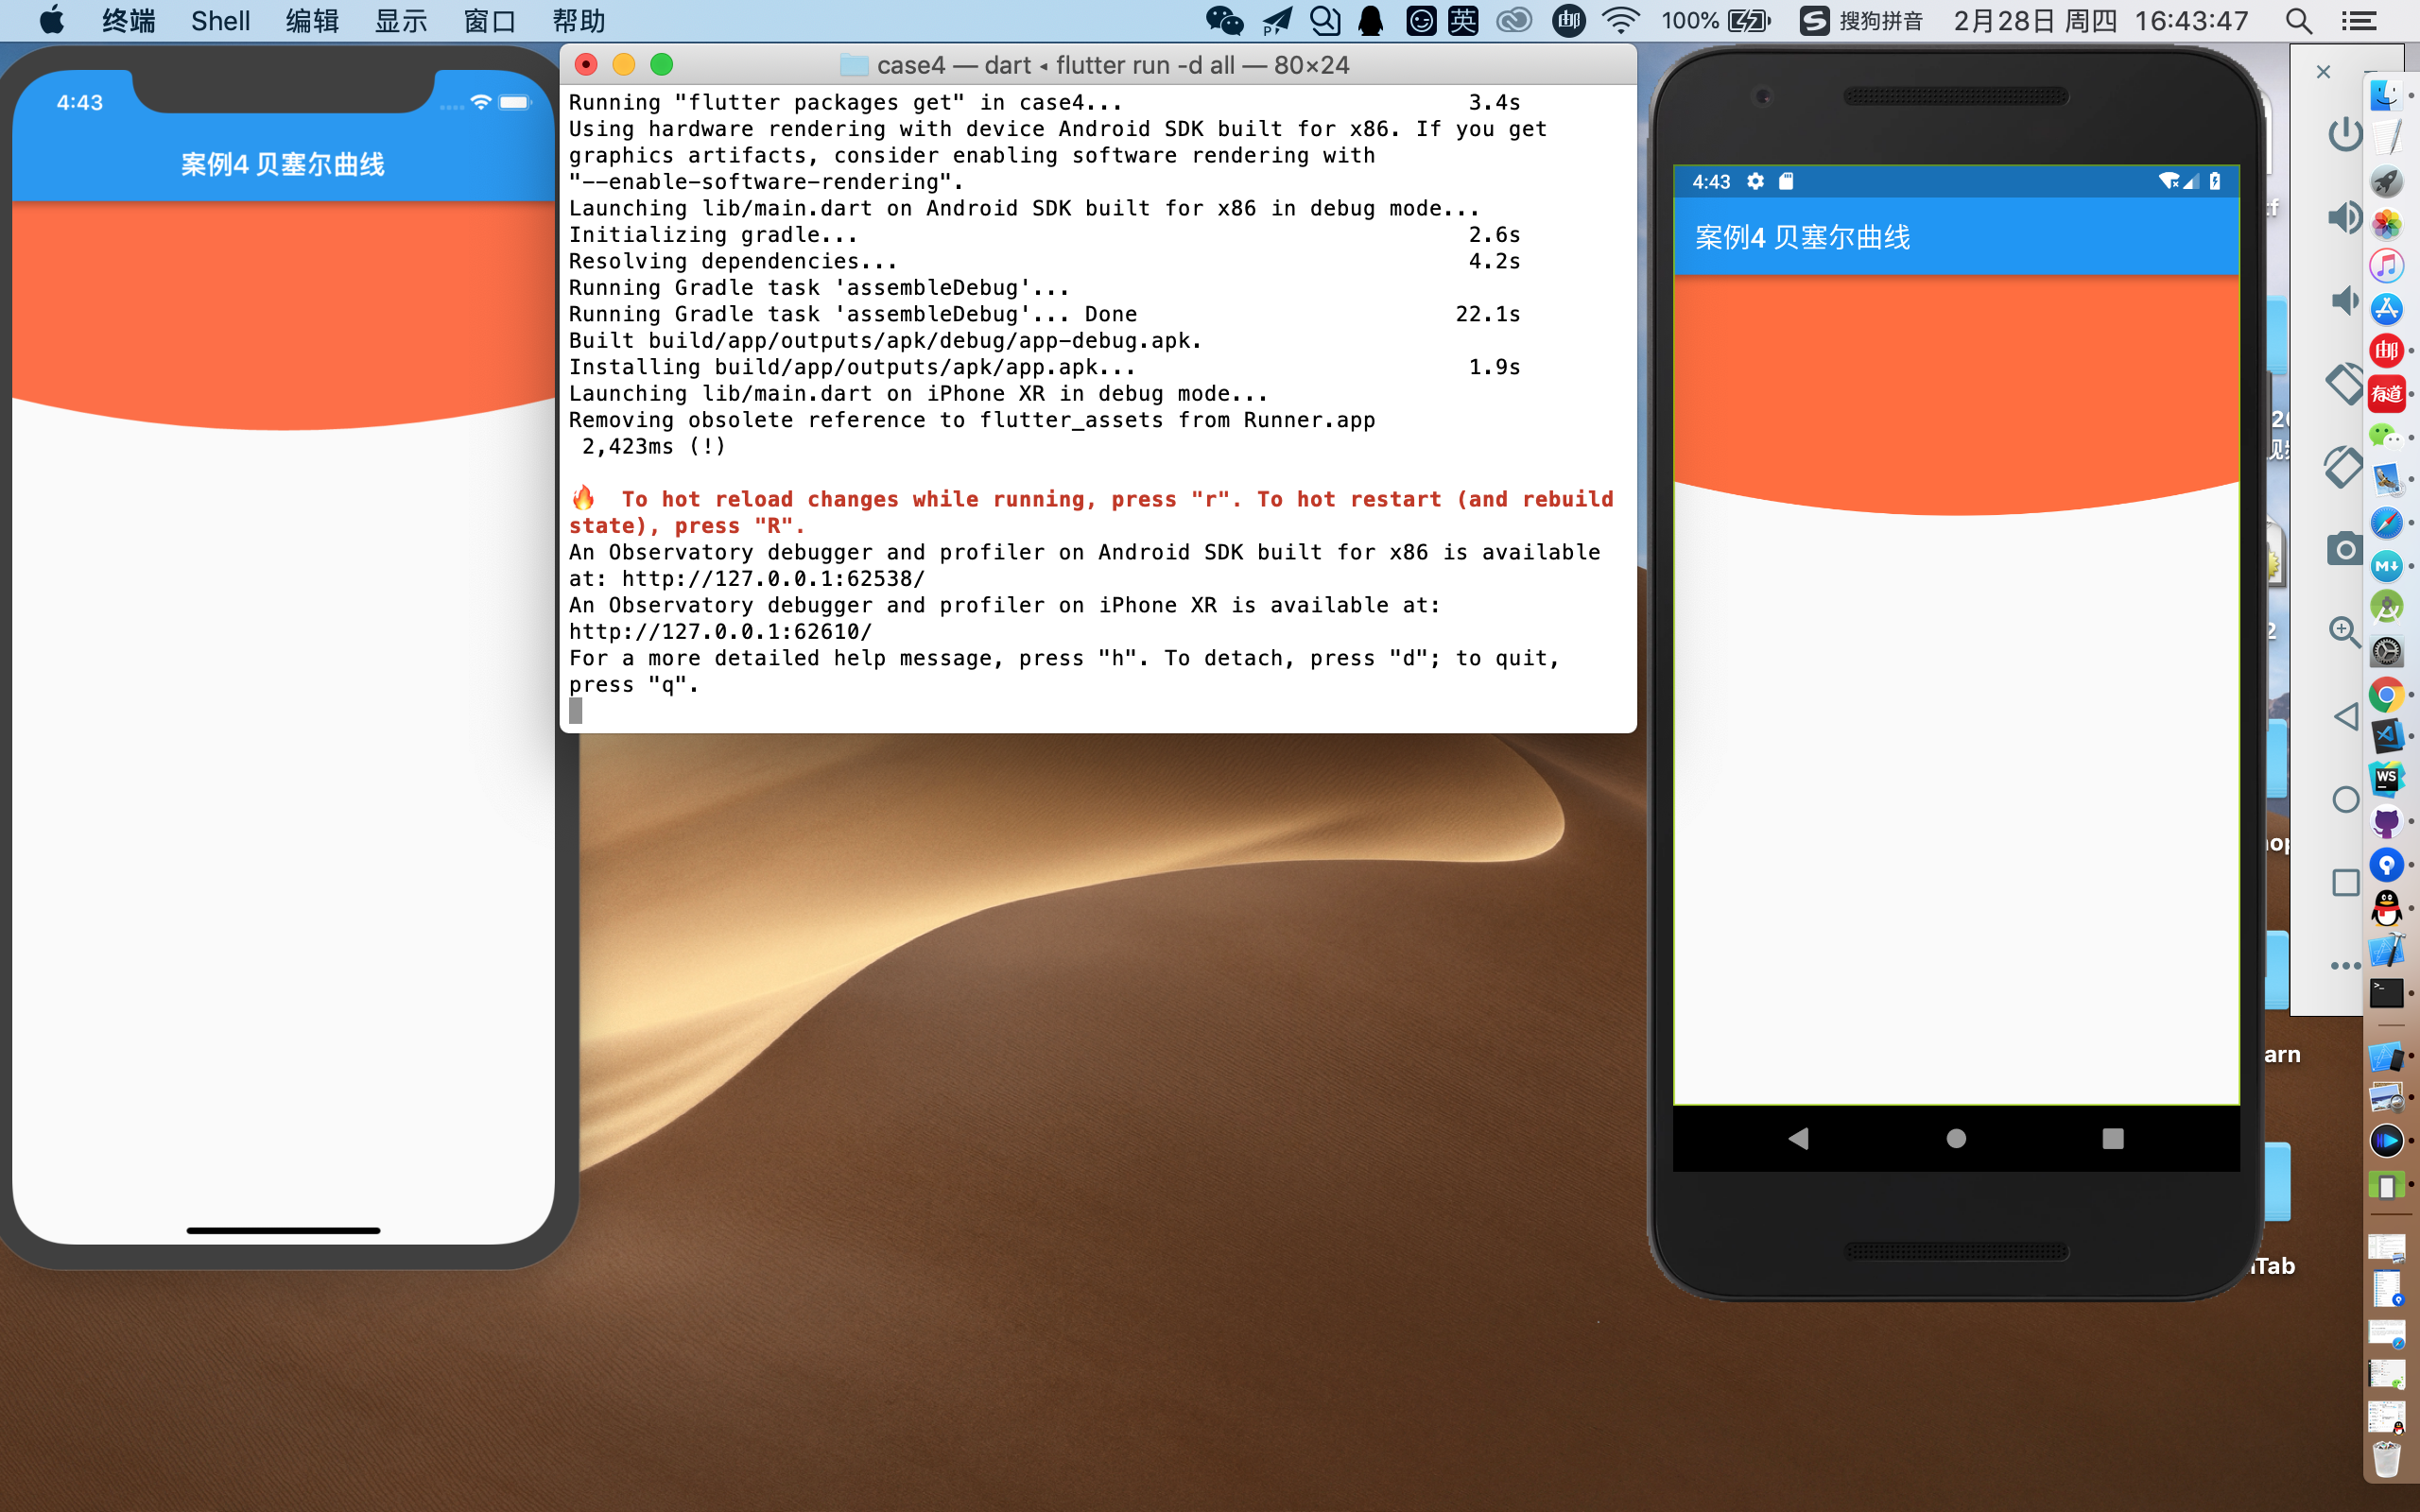 终端 Shell 编辑 显示 窗口 帮助 英 邮 100% 搜狗拼音 2月28日 周四 16:43:47
4:43
案例4 贝塞尔曲线
case4 — dart ◂ flutter run -d all — 80×24
Running "flutter packages get" in case4... 3.4s
Using hardware rendering with device Android SDK built for x86. If you get
graphics artifacts, consider enabling software rendering with
"--enable-software-rendering".
Launching lib/main.dart on Android SDK built for x86 in debug mode...
Initializing gradle... 2.6s
Resolving dependencies... 4.2s
Running Gradle task 'assembleDebug'...
Running Gradle task 'assembleDebug'... Done 22.1s
Built build/app/outputs/apk/debug/app-debug.apk.
Installing build/app/outputs/apk/app.apk... 1.9s
Launching lib/main.dart on iPhone XR in debug mode...
Removing obsolete reference to flutter_assets from Runner.app
2,423ms (!)
🔥 To hot reload changes while running, press "r". To hot restart (and rebuild
state), press "R".
An Observatory debugger and profiler on Android SDK built for x86 is available
at: http://127.0.0.1:62538/
An Observatory debugger and profiler on iPhone XR is available at:
http://127.0.0.1:62610/
For a more detailed help message, press "h". To detach, press "d"; to quit,
press "q".
4:43
案例4 贝塞尔曲线
邮
有道
M↓
WS
arn
Tab